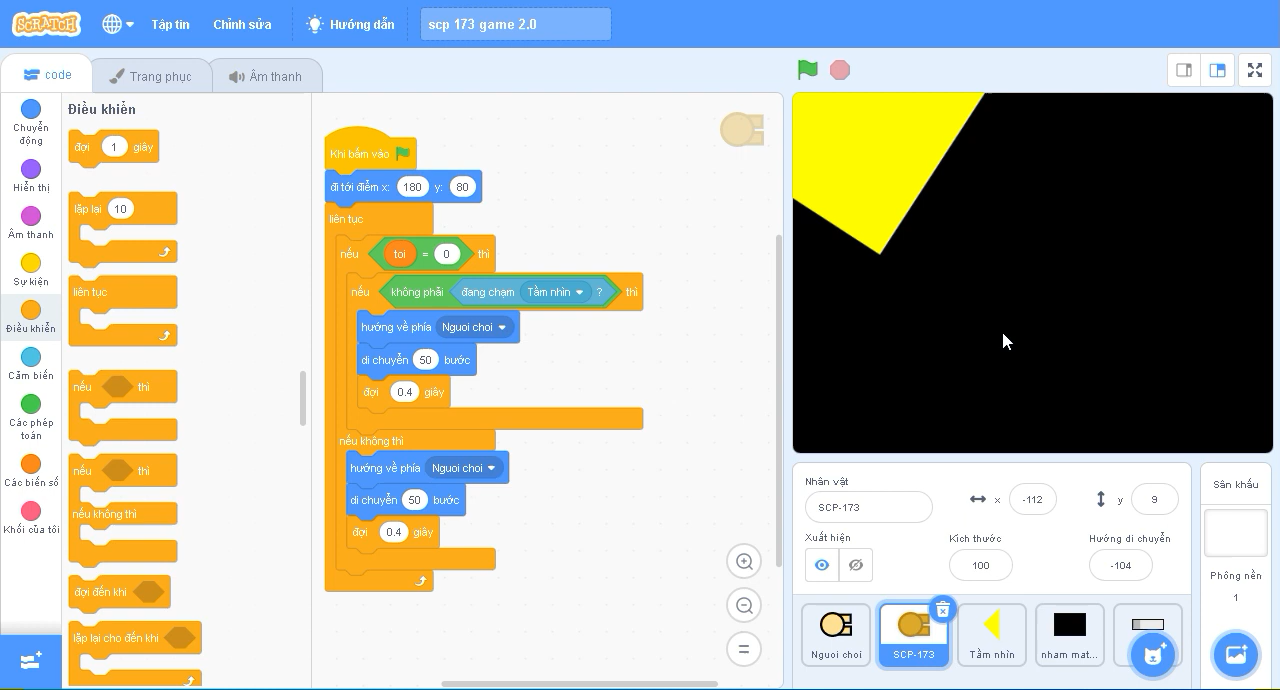 SCRATCH
Tập tin
Chỉnh sửa
Hướng dẫn
scp 173 game 2.0
code
Trang phục
Âm thanh
Chuyển
động
Hiển thị
Âm thanh
Sự kiện
Điều khiển
Cảm biến
Các phép
toán
Các biến số
Khối của tôi
Điều khiển
đợi 1 giây
lặp lại 10
liên tục
nếu thì
nếu thì
nếu không thì
đợi đến khi
lặp lại cho đến khi
Khi bấm vào
đi tới điểm x: 180 y: 80
liên tục
nếu toi = 0 thì
nếu không phải đang chạm Tầm nhìn ? thì
hướng về phía Nguoi choi
di chuyển 50 bước
đợi 0.4 giây
nếu không thì
hướng về phía Nguoi choi
di chuyển 50 bước
đợi 0.4 giây
Nhân vật
SCP-173
x -112
y 9
Xuất hiện
Kích thước
100
Hướng di chuyển
-104
Nguoi choi
SCP-173
Tầm nhìn
nham mat...
Sân khấu
Phông nền
1